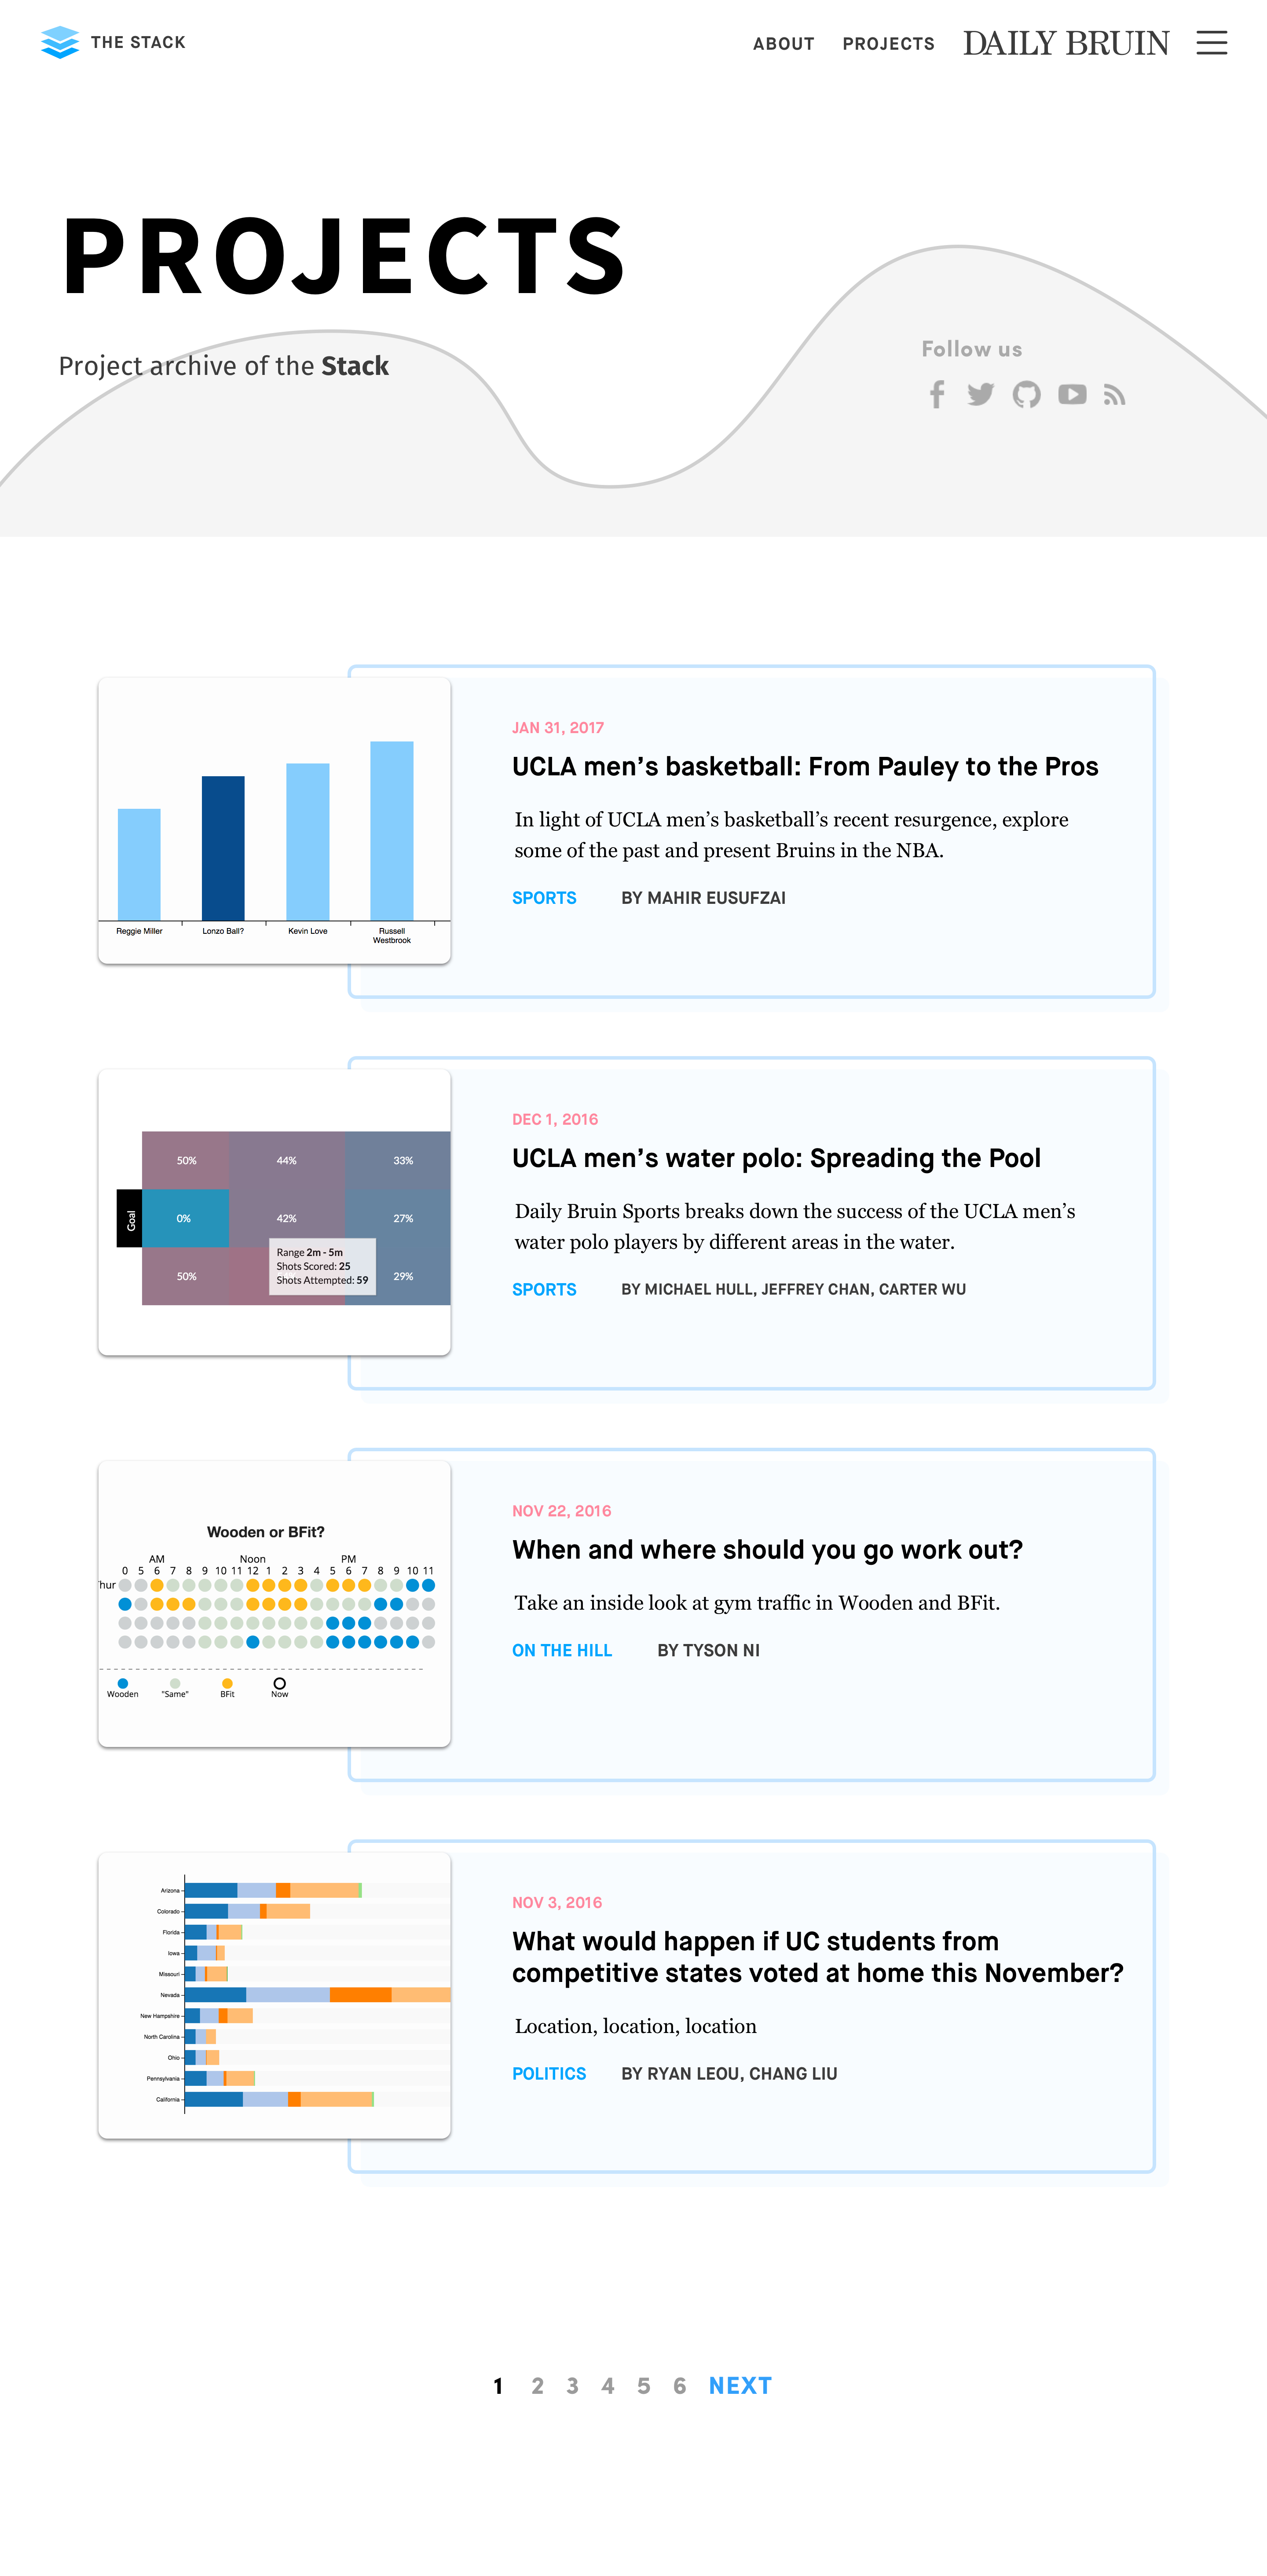 THE STACK
ABOUT PROJECTS DAILY BRUIN
PROJECTS
Project archive of the Stack
Follow us
Reggie Miller Lonzo Ball? Kevin Love Russell
Westbrook
JAN 31, 2017
UCLA men’s basketball: From Pauley to the Pros
In light of UCLA men’s basketball’s recent resurgence, explore
some of the past and present Bruins in the NBA.
SPORTS BY MAHIR EUSUFZAI
50% 44% 33%
Goal 0% 42% 27%
50% 29%
Range 2m - 5m
Shots Scored: 25
Shots Attempted: 59
DEC 1, 2016
UCLA men’s water polo: Spreading the Pool
Daily Bruin Sports breaks down the success of the UCLA men’s
water polo players by different areas in the water.
SPORTS BY MICHAEL HULL, JEFFREY CHAN, CARTER WU
Wooden or BFit?
AM Noon PM
0 5 6 7 8 9 10 11 12 1 2 3 4 5 6 7 8 9 10 11
hur
Wooden "Same" BFit Now
NOV 22, 2016
When and where should you go work out?
Take an inside look at gym traffic in Wooden and BFit.
ON THE HILL BY TYSON NI
Arizona
Colorado
Florida
Iowa
Missouri
Nevada
New Hampshire
North Carolina
Ohio
Pennsylvania
California
NOV 3, 2016
What would happen if UC students from
competitive states voted at home this November?
Location, location, location
POLITICS BY RYAN LEOU, CHANG LIU
1 2 3 4 5 6 NEXT